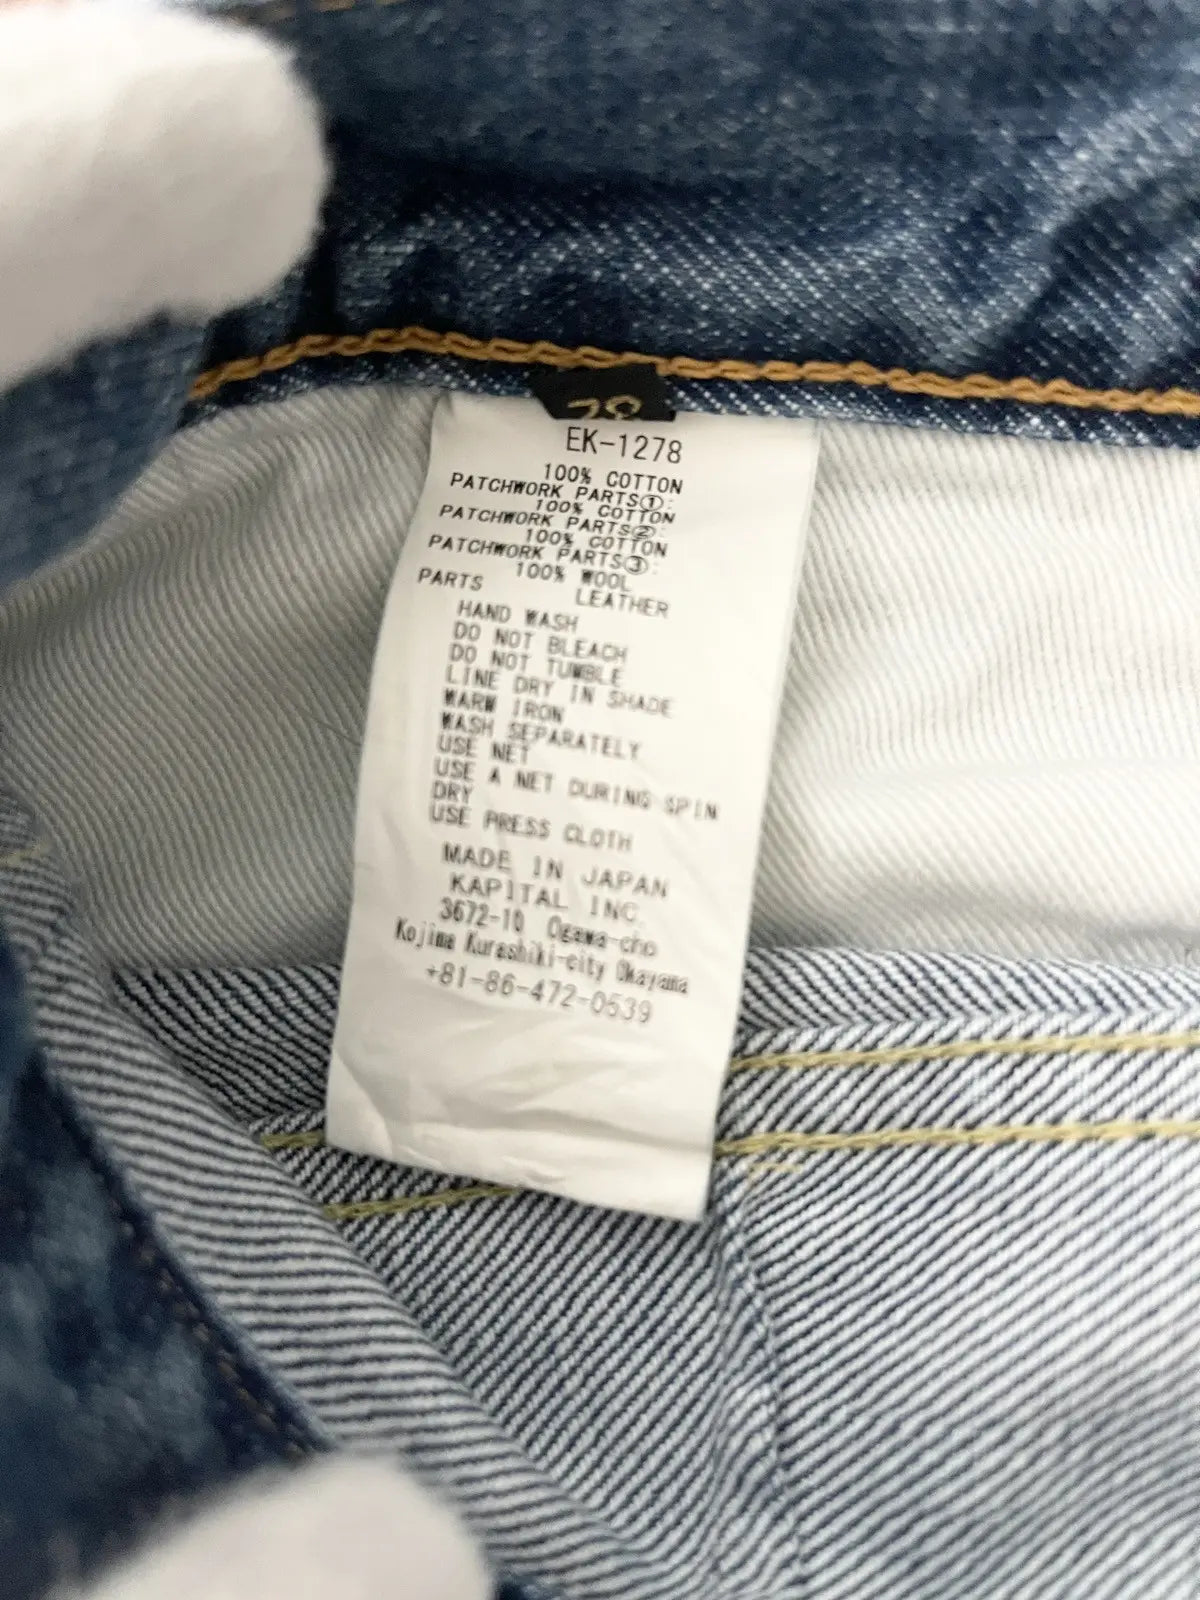 28
EK-1278
100% COTTON
PATCHWORK PARTS①:
100% COTTON
PATCHWORK PARTS②:
100% COTTON
PATCHWORK PARTS③:
100% WOOL
PARTS
LEATHER
HAND WASH
DO NOT BLEACH
DO NOT TUMBLE
LINE DRY IN SHADE
WARM IRON
WASH SEPARATELY
USE NET
USE A NET DURING SPIN
DRY
USE PRESS CLOTH
MADE IN JAPAN
KAPITAL INC.
3672-10 Ogawa-cho
Kojima Kurashiki-city Okayama
+81-86-472-0539